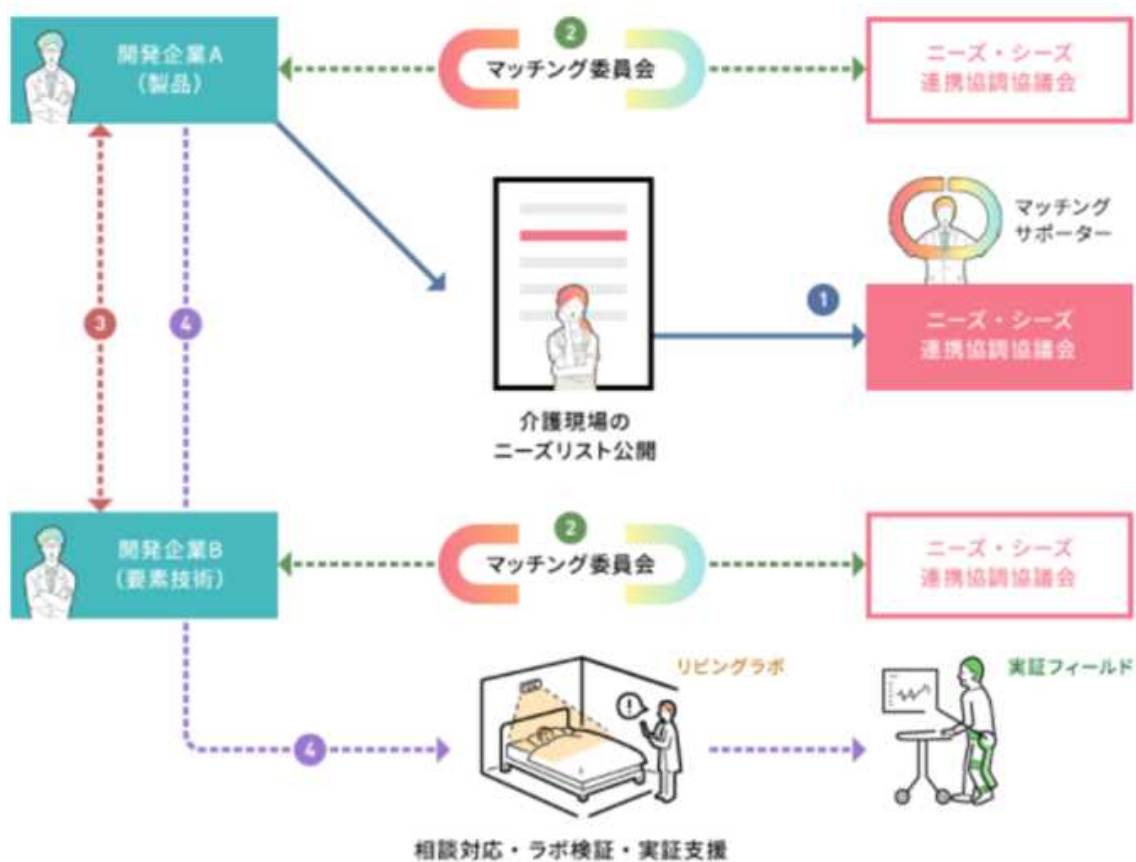 開発企業A
(製品)
2
マッチング委員会
ニーズ・シーズ
連携協調協議会
マッチング
サポーター
3
4
1
ニーズ・シーズ
連携協調協議会
介護現場の
ニーズリスト公開
開発企業B
(要素技術)
2
マッチング委員会
ニーズ・シーズ
連携協調協議会
リビングラボ
実証フィールド
!
4
相談対応・ラボ検証・実証支援